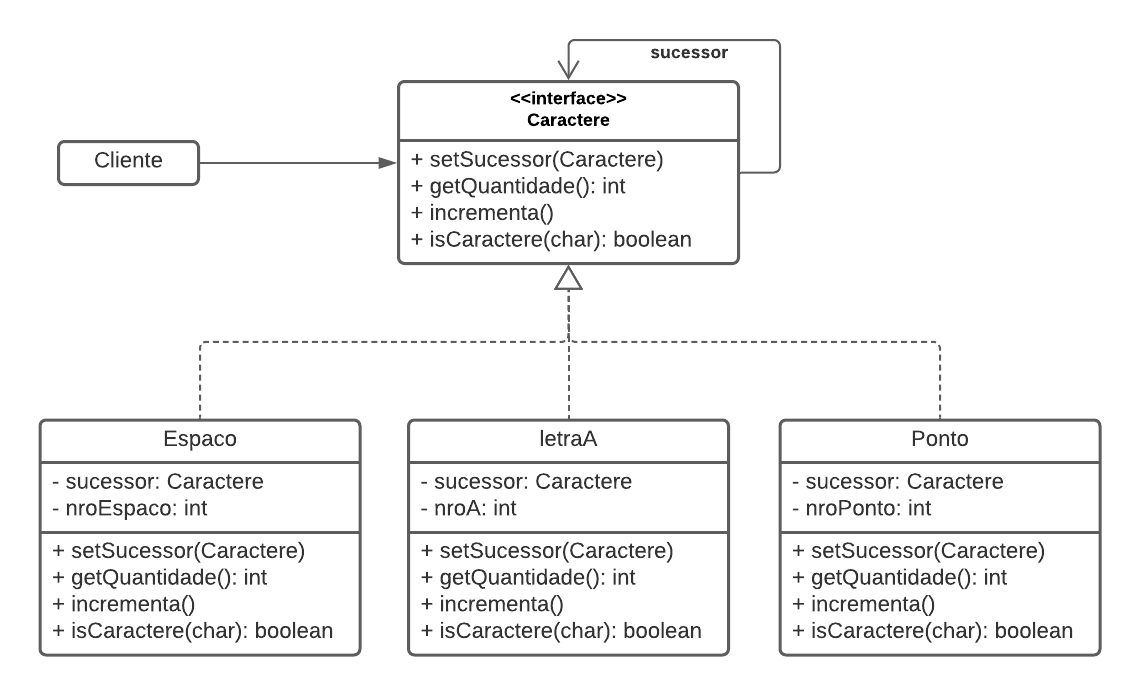 sucessor
<<interface>>
Caractere
+ setSucessor(Caractere)
+ getQuantidade(): int
+ incrementa()
+ isCaractere(char): boolean
Cliente
Espaco
- sucessor: Caractere
- nroEspaco: int
+ setSucessor(Caractere)
+ getQuantidade(): int
+ incrementa()
+ isCaractere(char): boolean
letraA
- sucessor: Caractere
- nroA: int
+ setSucessor(Caractere)
+ getQuantidade(): int
+ incrementa()
+ isCaractere(char): boolean
Ponto
- sucessor: Caractere
- nroPonto: int
+ setSucessor(Caractere)
+ getQuantidade(): int
+ incrementa()
+ isCaractere(char): boolean